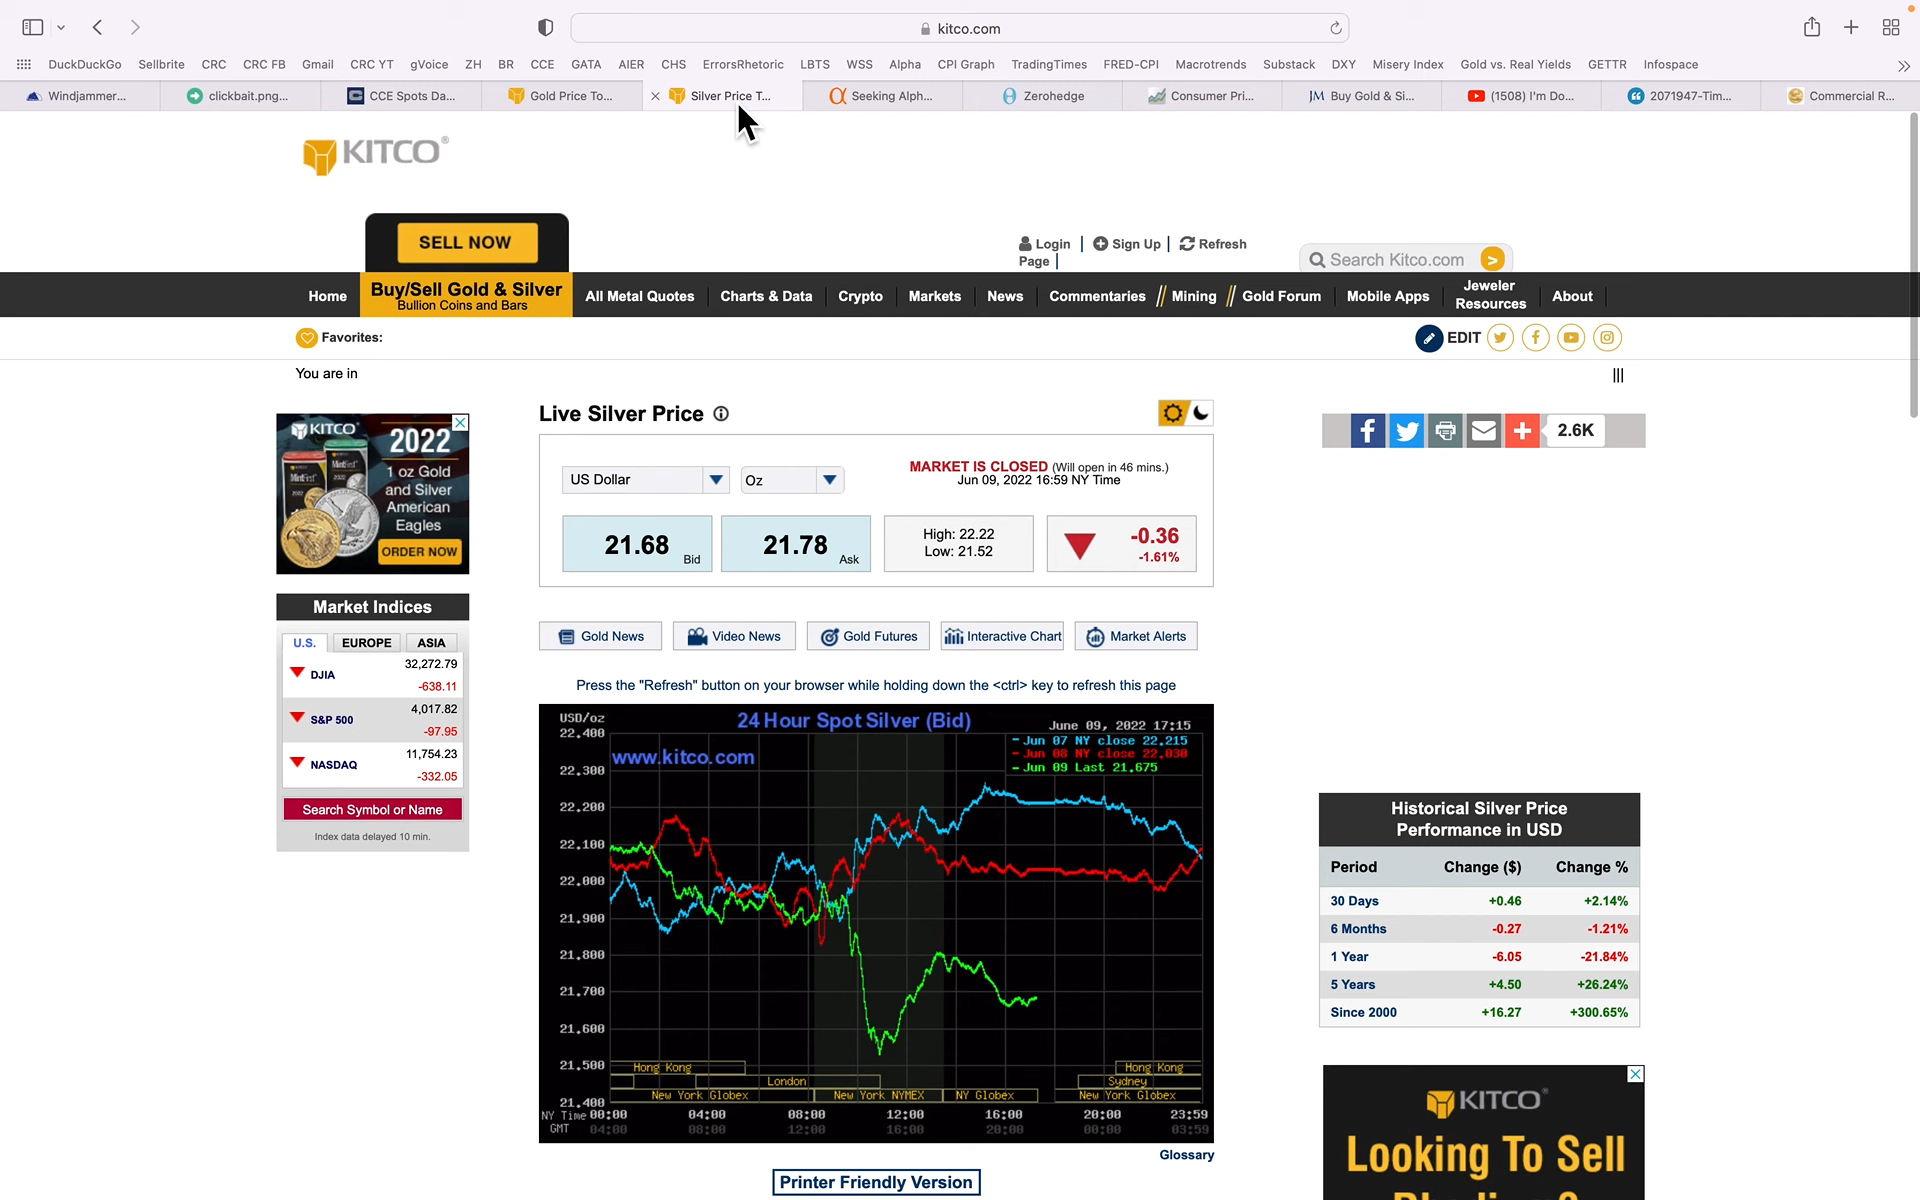 kitco.com
DuckDuckGo Sellbrite CRC CRC FB Gmail CRC YT gVoice ZH BR CCE GATA AIER CHS ErrorsRhetoric LBTS WSS Alpha CPI Graph TradingTimes FRED-CPI Macrotrends Substack DXY Misery Index Gold vs. Real Yields GETTR Infospace
Windjammer... clickbait.png... CCE Spots Da... Gold Price To... Silver Price T... Seeking Alph... Zerohedge Consumer Pri... JM Buy Gold & Si... (1508) I'm Do... 2071947-Tim... Commercial R...
KITCO®
SELL NOW
Login | Sign Up | Refresh
Page |
Search Kitco.com >
Home
Buy/Sell Gold & Silver
Bullion Coins and Bars
All Metal Quotes Charts & Data Crypto Markets News Commentaries // Mining // Gold Forum Mobile Apps
Jeweler
Resources
About
Favorites:
EDIT
You are in
|||
KITCO
2022
1 oz Gold
and Silver
American
Eagles
ORDER NOW
Market Indices
U.S. EUROPE ASIA
32,272.79
DJIA
-638.11
4,017.82
S&P 500
-97.95
11,754.23
NASDAQ
-332.05
Search Symbol or Name
Index data delayed 10 min.
Live Silver Price
US Dollar
Oz
MARKET IS CLOSED (Will open in 46 mins.)
Jun 09, 2022 16:59 NY Time
21.68 Bid
21.78 Ask
High: 22.22
Low: 21.52
-0.36
-1.61%
Gold News
Video News
Gold Futures
Interactive Chart
Market Alerts
Press the "Refresh" button on your browser while holding down the <ctrl> key to refresh this page
USD/oz
24 Hour Spot Silver (Bid)
June 09, 2022 17:15
- Jun 07 NY close 22.215
- Jun 08 NY close 22.030
- Jun 09 Last 21.675
www.kitco.com
22.400
22.300
22.200
22.100
22.000
21.900
21.800
21.700
21.600
21.500
21.400
Hong Kong
London
New York Globex
New York NYMEX
NY Globex
Hong Kong
Sydney
New York Globex
NY Time 00:00 04:00 08:00 12:00 16:00 20:00 23:59
GMT 04:00 08:00 12:00 16:00 20:00 00:00 03:59
Glossary
Printer Friendly Version
2.6K
Historical Silver Price
Performance in USD
Period Change ($) Change %
30 Days +0.46 +2.14%
6 Months -0.27 -1.21%
1 Year -6.05 -21.84%
5 Years +4.50 +26.24%
Since 2000 +16.27 +300.65%
KITCO®
Looking To Sell